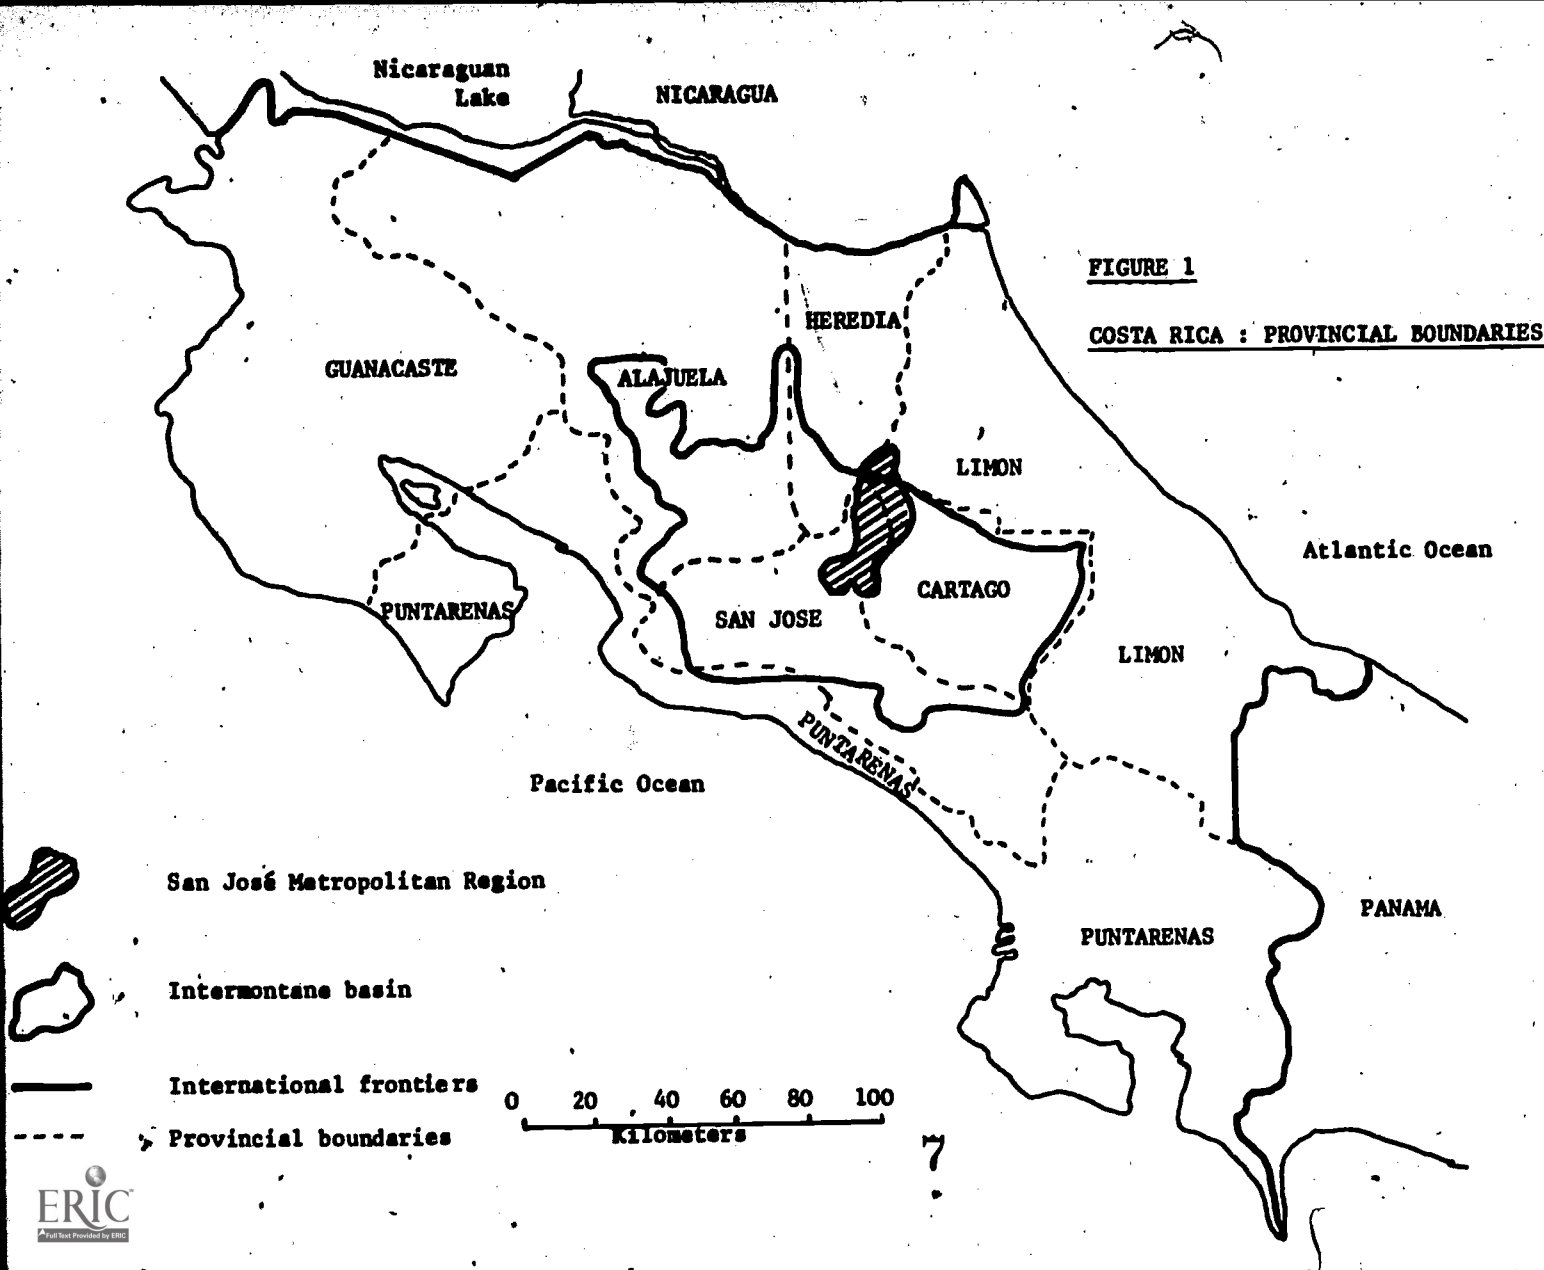 Nicaraguan
Lake
NICARAGUA
FIGURE 1
HEREDIA
COSTA RICA : PROVINCIAL BOUNDARIES
GUANACASTE
ALAJUELA
LIMON
Atlantic Ocean
PUNTARENAS
SAN JOSE
CARTAGO
LIMON
PUNTARENAS
Pacific Ocean
San José Metropolitan Region
PANAMA
PUNTARENAS
Intermontane basin
International frontiers
0 20 40 60 80 100
Kilometers
Provincial boundaries
7
ERIC
Full Text Provided by ERIC